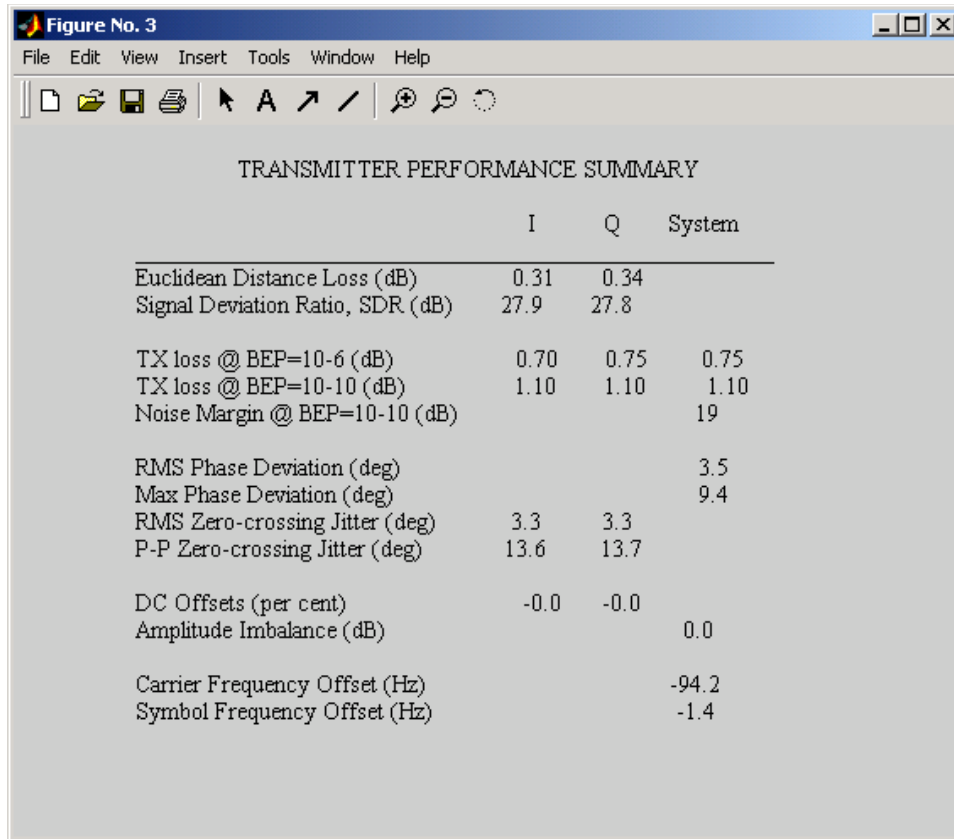 Figure No. 3
File Edit View Insert Tools Window Help
A
TRANSMITTER PERFORMANCE SUMMARY
I Q System
Euclidean Distance Loss (dB) 0.31 0.34
Signal Deviation Ratio, SDR (dB) 27.9 27.8
TX loss @ BEP=10-6 (dB) 0.70 0.75 0.75
TX loss @ BEP=10-10 (dB) 1.10 1.10 1.10
Noise Margin @ BEP=10-10 (dB) 19
RMS Phase Deviation (deg) 3.5
Max Phase Deviation (deg) 9.4
RMS Zero-crossing Jitter (deg) 3.3 3.3
P-P Zero-crossing Jitter (deg) 13.6 13.7
DC Offsets (per cent) -0.0 -0.0
Amplitude Imbalance (dB) 0.0
Carrier Frequency Offset (Hz) -94.2
Symbol Frequency Offset (Hz) -1.4